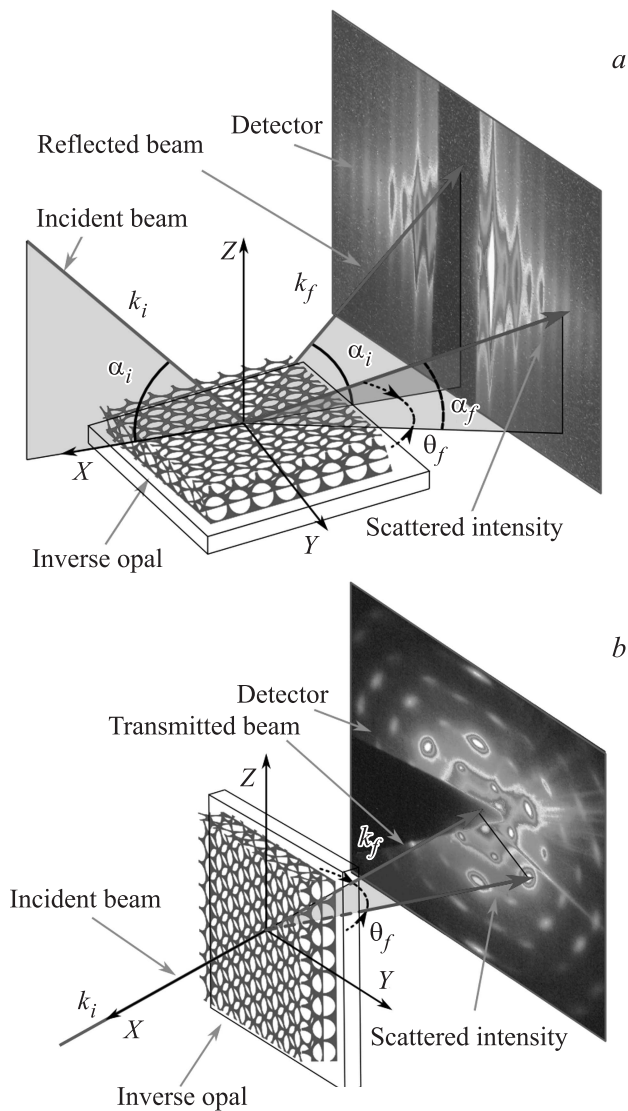 a
Detector
Reflected beam
Incident beam
Z
k_i
k_f
α_i
α_i
α_f
θ_f
X
Y
Scattered intensity
Inverse opal
b
Detector
Transmitted beam
Z
k_f
Incident beam
θ_f
Y
k_i
X
Scattered intensity
Inverse opal